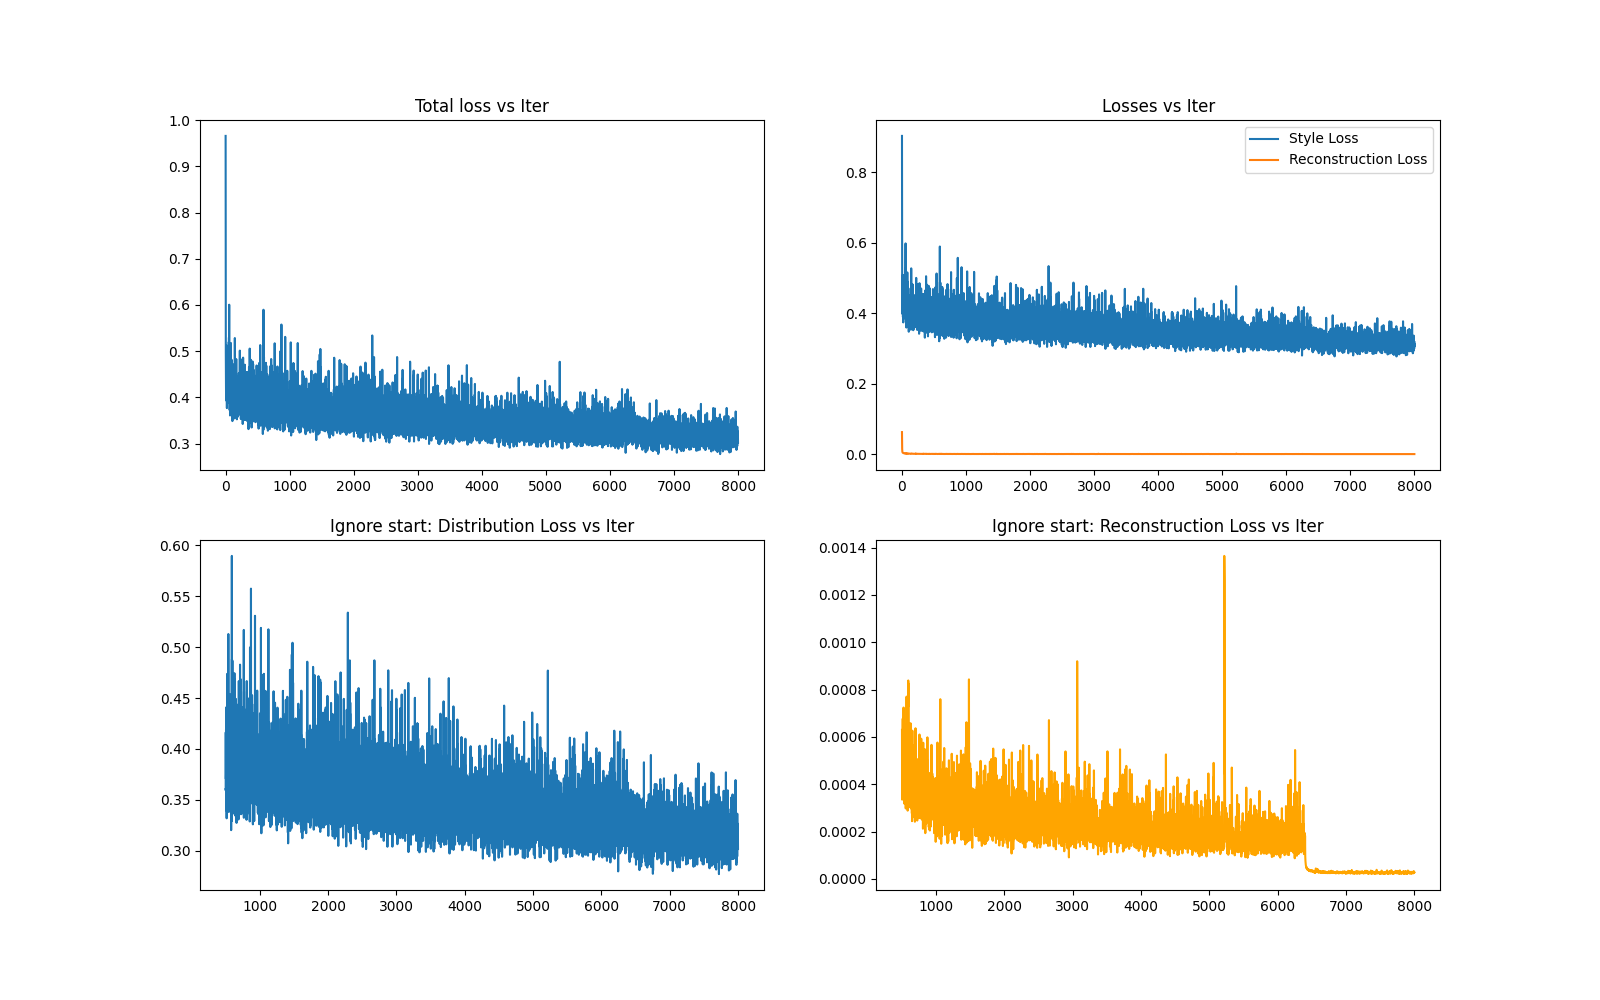 Total loss vs Iter
1.0
0.9
0.8
0.7
0.6
0.5
0.4
0.3
0 1000 2000 3000 4000 5000 6000 7000 8000
Losses vs Iter
Style Loss
Reconstruction Loss
0.8
0.6
0.4
0.2
0.0
0 1000 2000 3000 4000 5000 6000 7000 8000
Ignore start: Distribution Loss vs Iter
0.60
0.55
0.50
0.45
0.40
0.35
0.30
1000 2000 3000 4000 5000 6000 7000 8000
Ignore start: Reconstruction Loss vs Iter
0.0014
0.0012
0.0010
0.0008
0.0006
0.0004
0.0002
0.0000
1000 2000 3000 4000 5000 6000 7000 8000